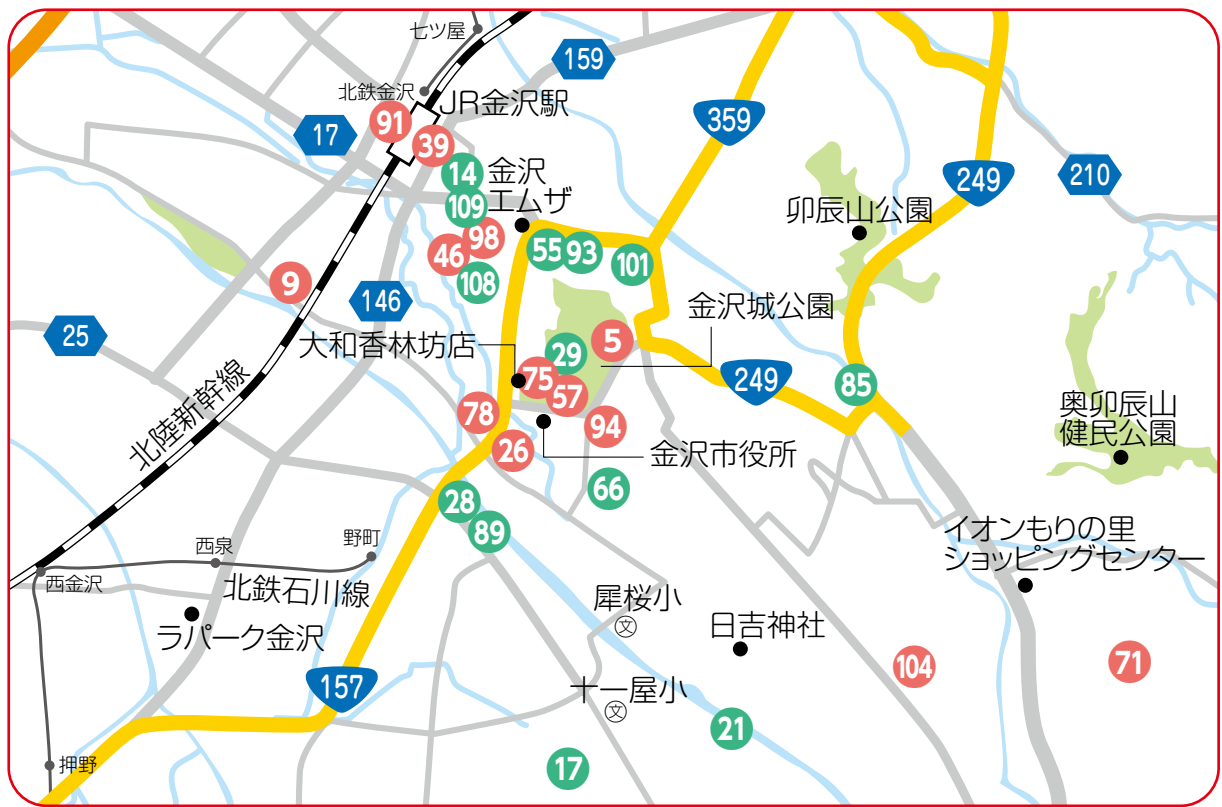 七ツ屋
159
北鉄金沢
JR金沢駅
91
17
39
359
14
金沢
エムザ
109
249
210
卯辰山公園
98
46
55
93
101
108
9
146
金沢城公園
25
大和香林坊店
5
29
75
57
249
85
北陸新幹線
78
94
26
金沢市役所
奥卯辰山
健民公園
66
28
89
野町
西泉
西金沢
北鉄石川線
イオンもりの里
ショッピングセンター
ラパーク金沢
犀桜小
文
日吉神社
104
71
157
十一屋小
文
21
17
押野